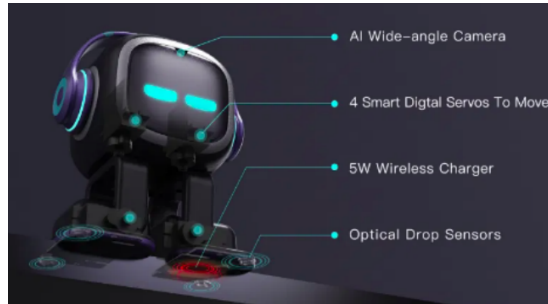 AI Wide-angle Camera
4 Smart Digtal Servos To Move
5W Wireless Charger
Optical Drop Sensors